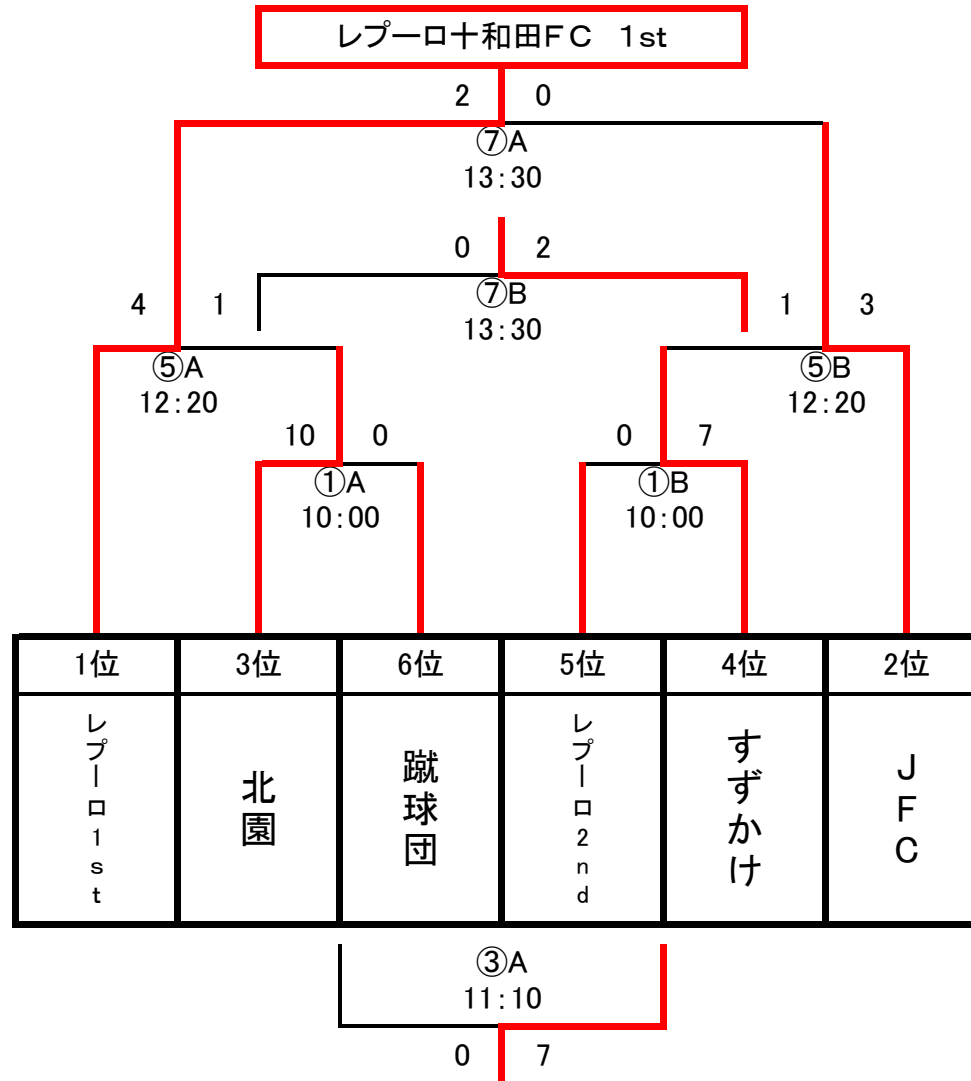 レプーロ十和田FC 1st
2 0
⑦A
13:30
0 2
⑦B
13:30
4 1
1 3
⑤A
12:20
⑤B
12:20
10 0
0 7
①A
10:00
①B
10:00
1位 3位 6位 5位 4位 2位
レプーロ1st
北園
蹴球団
レプーロ2nd
すずかけ
JFC
③A
11:10
0 7